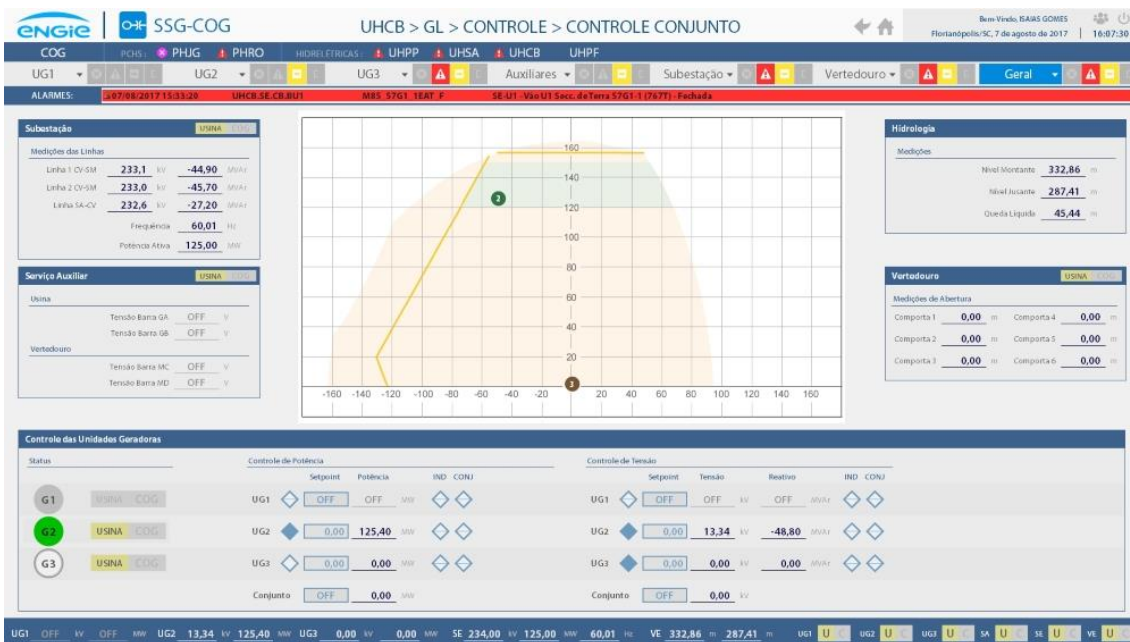 ENGIE SSG-COG UHCB > GL > CONTROLE > CONTROLE CONJUNTO Bem-Vindo, ISAIAS GOMES
Florianópolis/SC, 7 de agosto de 2017 | 16:07:30
COG PCHS: PHJG PHRO HIDRELÉTRICAS: UHPP UHSA UHCB UHPF
UG1 UG2 UG3 Auxiliares Subestação Vertedouro Geral
ALARMES: 07/08/2017 15:33:20 UHCB.SE.CB.BU1 M85_S7G1_1EAT_F SE-U1 - Vão U1 Secc. de Terra S7G1-1 (767T) - Fechada
Subestação USINA COG
Medições das Linhas
Linha 1 CV-SM 233,1 kV -44,90 MVAr
Linha 2 CV-SM 233,0 kV -45,70 MVAr
Linha SA-CV 232,6 kV -27,20 MVAr
Frequência 60,01 Hz
Potência Ativa 125,00 MW
Serviço Auxiliar USINA COG
Usina
Tensão Barra GA OFF V
Tensão Barra GB OFF V
Vertedouro
Tensão Barra MC OFF V
Tensão Barra MD OFF V
160
140
2
120
100
80
60
40
20
3
-160 -140 -120 -100 -80 -60 -40 -20 20 40 60 80 100 120 140 160
Hidrologia
Medições
Nível Montante 332,86 m
Nível Jusante 287,41 m
Queda Líquida 45,44 m
Vertedouro USINA COG
Medições de Abertura
Comporta 1 0,00 m Comporta 4 0,00 m
Comporta 2 0,00 m Comporta 5 0,00 m
Comporta 3 0,00 m Comporta 6 0,00 m
Controle das Unidades Geradoras
Status Controle de Potência Controle de Tensão
Setpoint Potência IND CONJ Setpoint Tensão Reativo IND CONJ
G1 USINA COG UG1 OFF OFF MW UG1 OFF OFF kV OFF MVAr
G2 USINA COG UG2 0,00 125,40 MW UG2 0,00 13,34 kV -48,80 MVAr
G3 USINA COG UG3 0,00 0,00 MW UG3 0,00 0,00 kV 0,00 MVAr
Conjunto OFF 0,00 MW Conjunto OFF 0,00 kV
UG1 OFF kV OFF MW UG2 13,34 kV 125,40 MW UG3 0,00 kV 0,00 MW SE 234,00 kV 125,00 MW 60,01 Hz VE 332,86 m 287,41 m UG1 U C UG2 U C UG3 U C SA U C SE U C VE U C